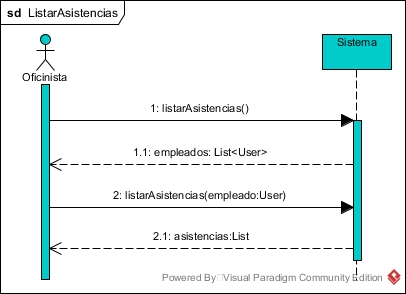 sd ListarAsistencias
Oficinista
Sistema
1: listarAsistencias()
1.1: empleados: List<User>
2: listarAsistencias(empleado:User)
2.1: asistencias:List
Powered By Visual Paradigm Community Edition